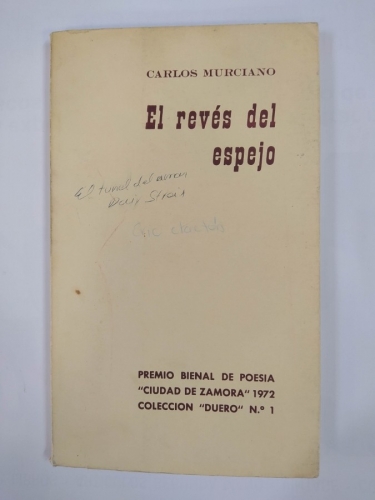 CARLOS MURCIANO
El revés del
espejo
El tunel del
PREMIO BIENAL DE POESIA
"CIUDAD DE ZAMORA" 1972
COLECCION "DUERO" N.º 1